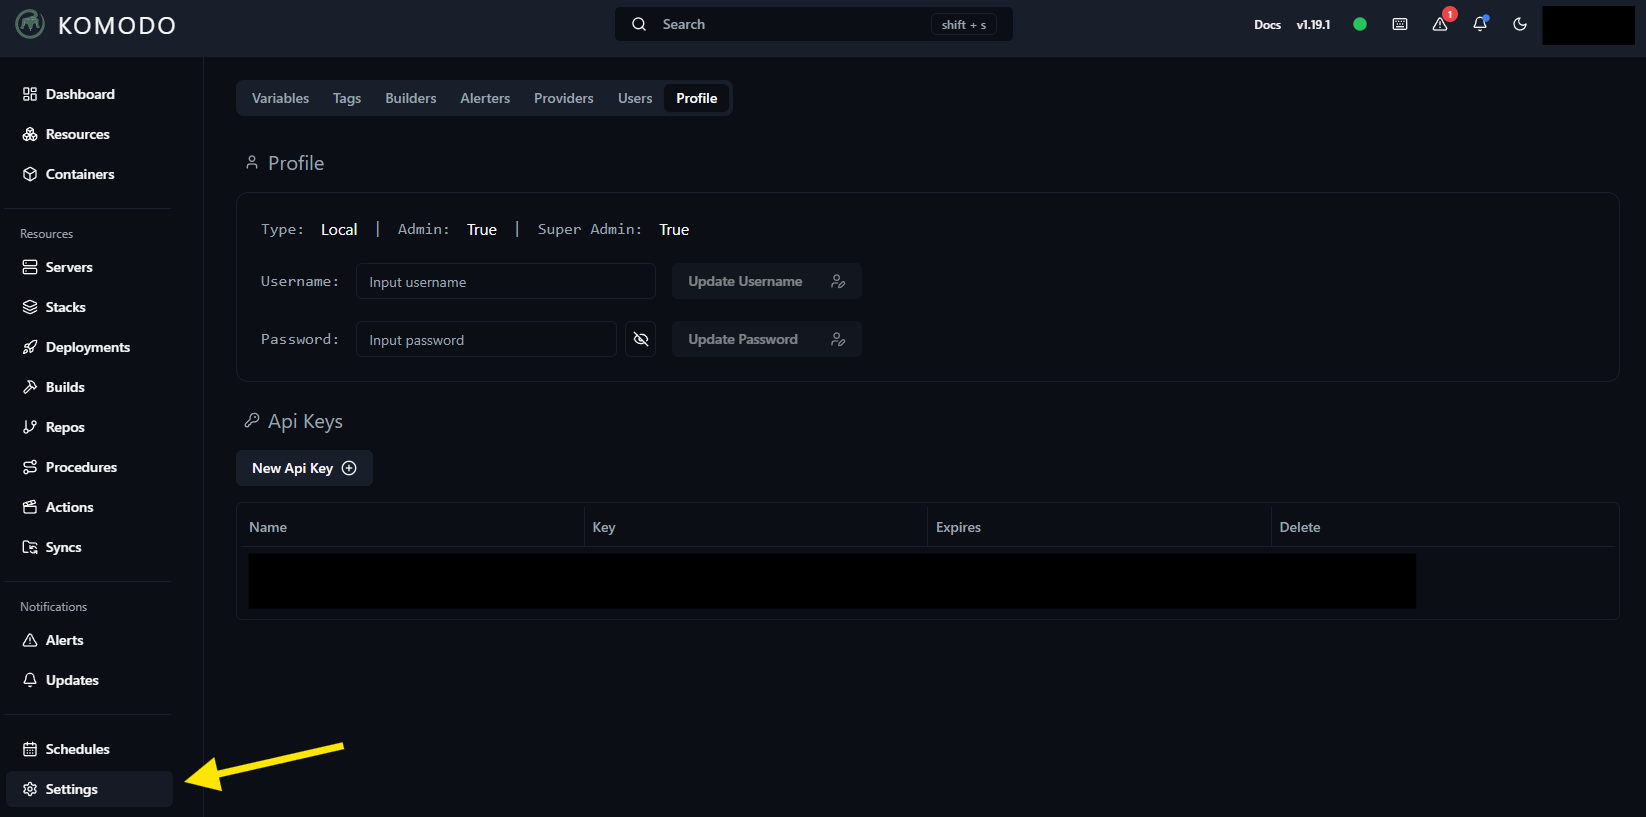 KOMODO
Search
shift + s
Docs
v1.19.1
1
Dashboard
Resources
Containers
Resources
Servers
Stacks
Deployments
Builds
Repos
Procedures
Actions
Syncs
Notifications
Alerts
Updates
Schedules
Settings
Variables Tags Builders Alerters Providers Users Profile
Profile
Type: Local | Admin: True | Super Admin: True
Username: Input username Update Username
Password: Input password Update Password
Api Keys
New Api Key
Name Key Expires Delete